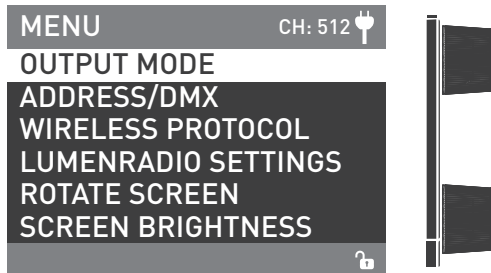 MENU CH: 512
OUTPUT MODE
ADDRESS/DMX
WIRELESS PROTOCOL
LUMENRADIO SETTINGS
ROTATE SCREEN
SCREEN BRIGHTNESS